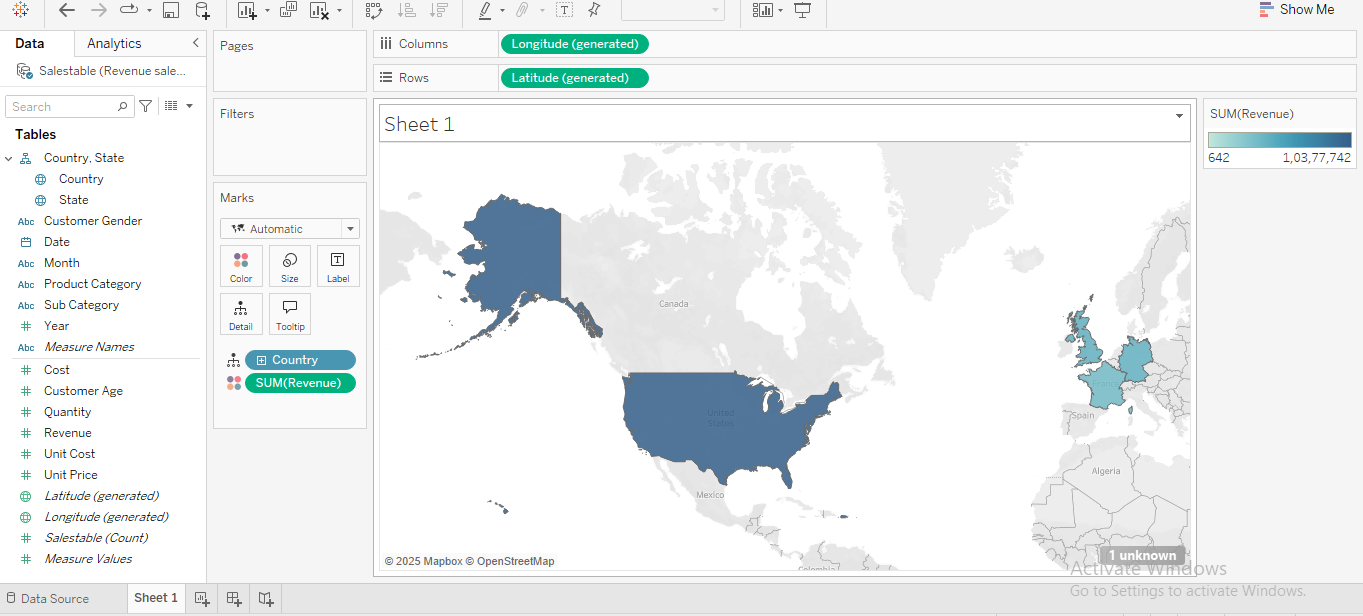 Show Me
Data
Analytics
Salestable (Revenue sale...
Search
Tables
Country, State
Country
State
Abc Customer Gender
Date
Abc Month
Abc Product Category
Abc Sub Category
Year
Abc Measure Names
Cost
Customer Age
Quantity
Revenue
Unit Cost
Unit Price
Latitude (generated)
Longitude (generated)
Salestable (Count)
Measure Values
Pages
Filters
Marks
Automatic
Color Size Label
Detail Tooltip
Country
SUM(Revenue)
Columns Longitude (generated)
Rows Latitude (generated)
Sheet 1
Canada
United
States
Mexico
France
Spain
Algeria
Colombia
1 unknown
© 2025 Mapbox © OpenStreetMap
SUM(Revenue)
642 1,03,77,742
Activate Windows
Go to Settings to activate Windows.
Data Source Sheet 1